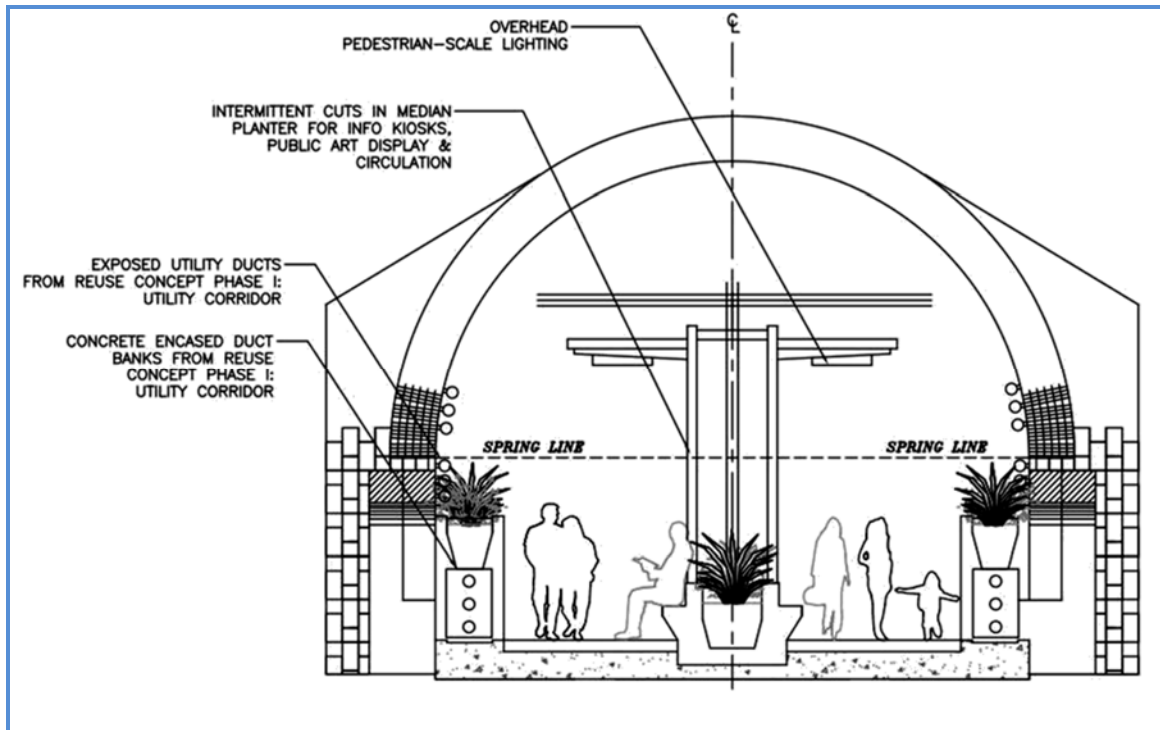 ℄
OVERHEAD
PEDESTRIAN-SCALE LIGHTING
INTERMITTENT CUTS IN MEDIAN
PLANTER FOR INFO KIOSKS,
PUBLIC ART DISPLAY &
CIRCULATION
EXPOSED UTILITY DUCTS
FROM REUSE CONCEPT PHASE I:
UTILITY CORRIDOR
CONCRETE ENCASED DUCT
BANKS FROM REUSE
CONCEPT PHASE I:
UTILITY CORRIDOR
SPRING LINE
SPRING LINE